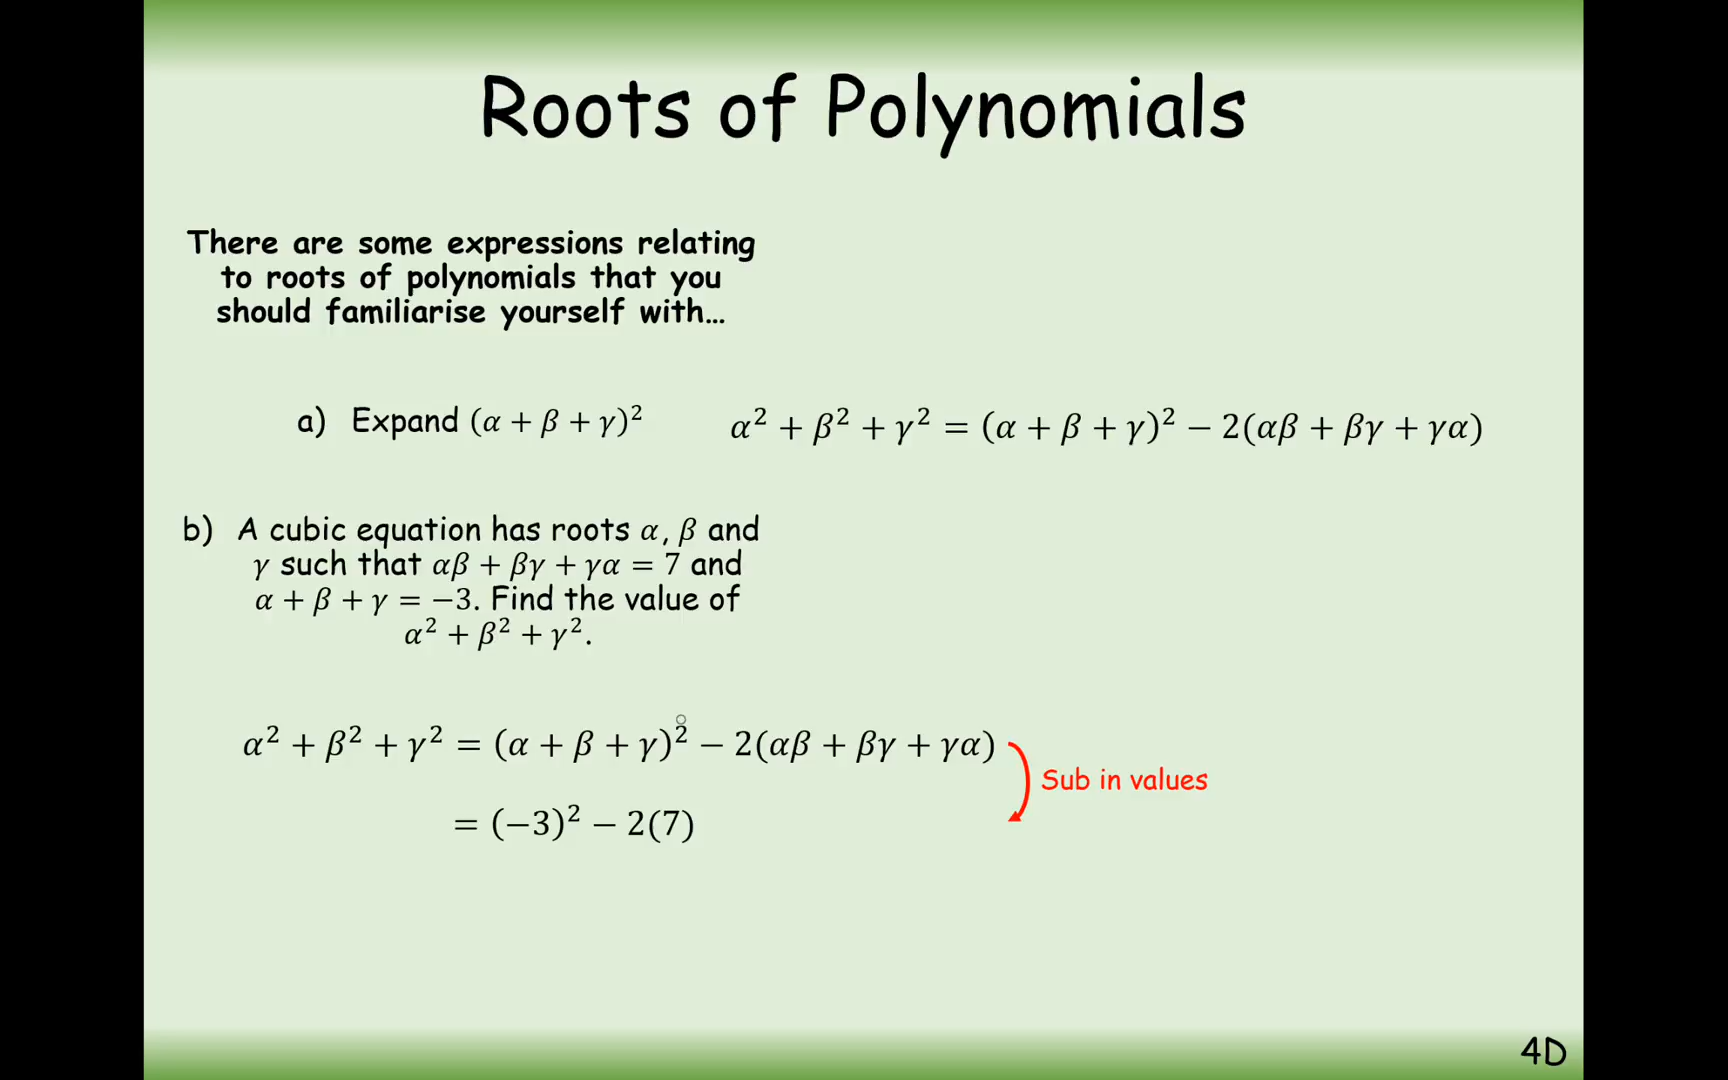 Roots of Polynomials
There are some expressions relating
to roots of polynomials that you
should familiarise yourself with...
a) Expand (α + β + γ)²
α² + β² + γ² = (α + β + γ)² − 2(αβ + βγ + γα)
b) A cubic equation has roots α, β and
γ such that αβ + βγ + γα = 7 and
α + β + γ = −3. Find the value of
α² + β² + γ².
α² + β² + γ² = (α + β + γ)² − 2(αβ + βγ + γα)
Sub in values
= (−3)² − 2(7)
4D